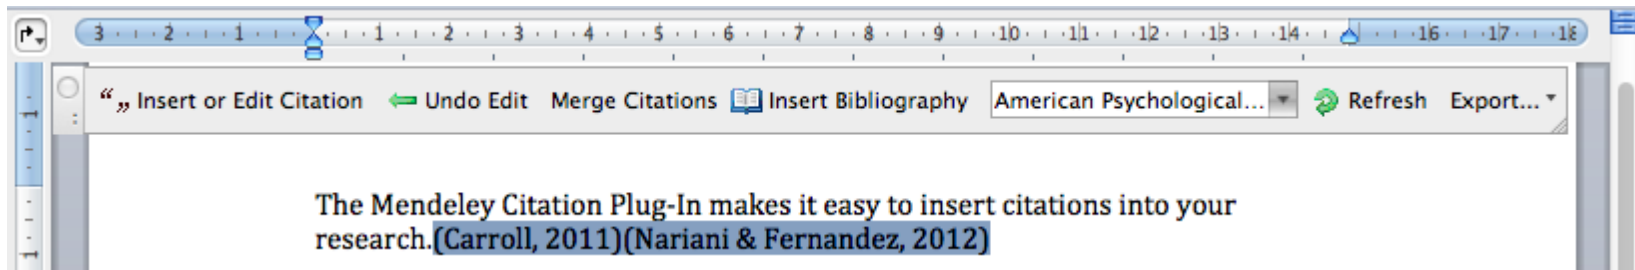 3 2 1 1 2 3 4 5 6 7 8 9 10 11 12 13 14 16 17 18
“ „ Insert or Edit Citation Undo Edit Merge Citations Insert Bibliography American Psychological... Refresh Export...
The Mendeley Citation Plug-In makes it easy to insert citations into your
research.(Carroll, 2011)(Nariani & Fernandez, 2012)